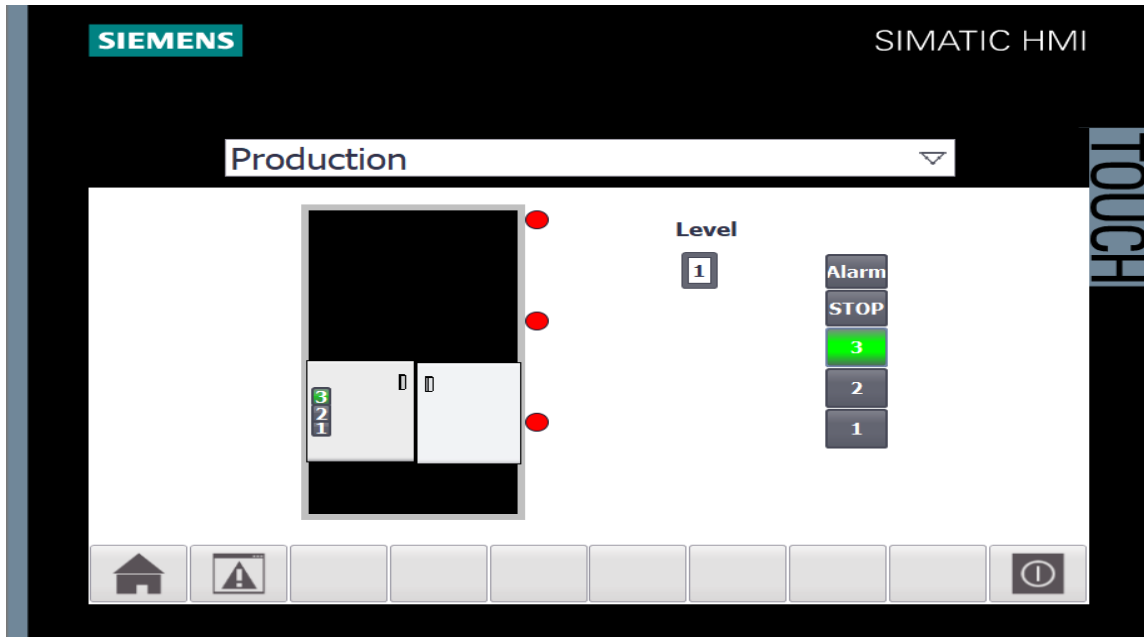 SIEMENS
SIMATIC HMI
TOUCH
Production
Level
1
Alarm
STOP
3
2
1
3
2
1